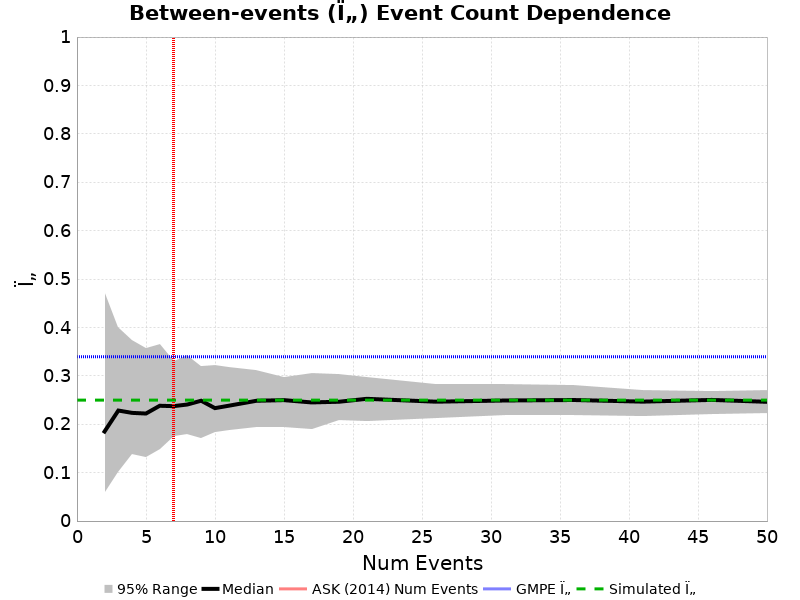 Between-events (Ï„) Event Count Dependence
1
0.9
0.8
0.7
0.6
0.5
0.4
0.3
0.2
0.1
0
Ï„
0 5 10 15 20 25 30 35 40 45 50
Num Events
95% Range Median ASK (2014) Num Events GMPE Ï„ Simulated Ï„